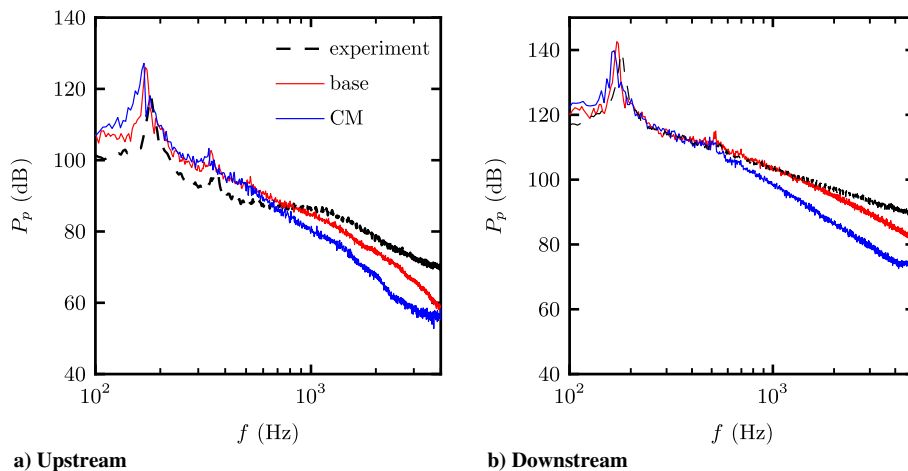 140
120
100
80
60
40
P_p (dB)
experiment
base
CM
10^2
10^3
f (Hz)
a) Upstream
140
120
100
80
60
40
P_p (dB)
10^2
10^3
f (Hz)
b) Downstream